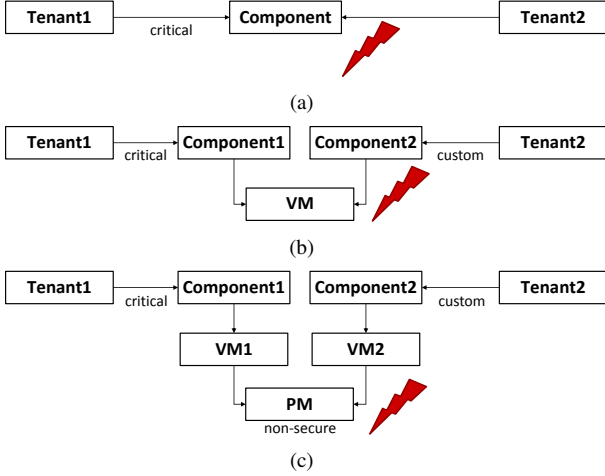 Tenant1 critical Component Tenant2
(a)
Tenant1 critical Component1 Component2 custom Tenant2
VM
(b)
Tenant1 critical Component1 Component2 custom Tenant2
VM1 VM2
PM
non-secure
(c)